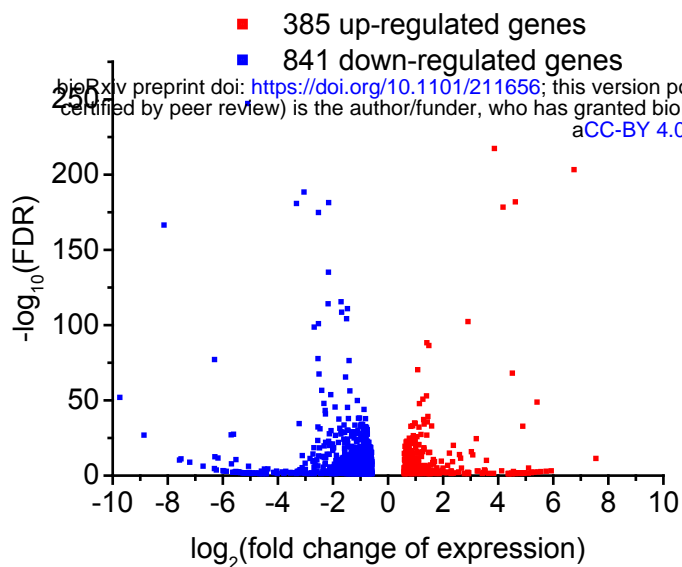 385 up-regulated genes
841 down-regulated genes
bioRxiv preprint doi: https://doi.org/10.1101/211656; this version po
certified by peer review) is the author/funder, who has granted bio
aCC-BY 4.0
250
200
150
100
50
0
-log10(FDR)
-10 -8 -6 -4 -2 0 2 4 6 8 10
log2(fold change of expression)